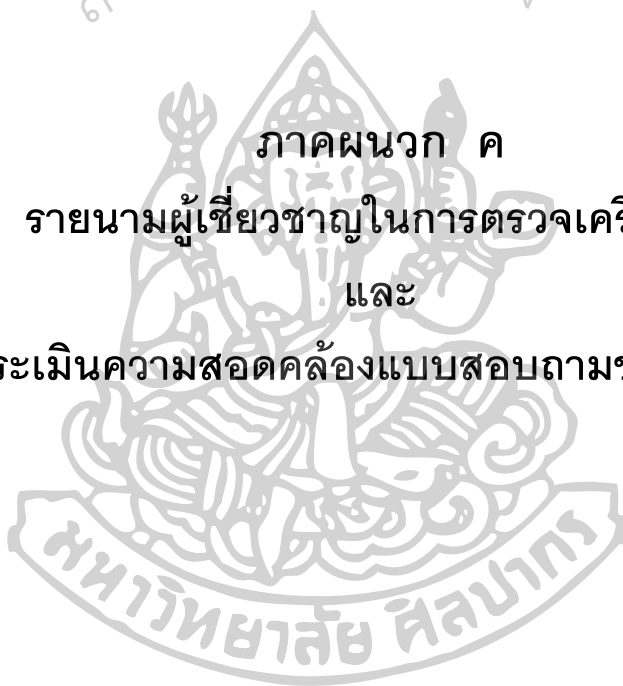 ภาคผนวก ค
รายนามผู้เชี่ยวชาญในการตรวจเครื
และ
ระเมินความสอดคล้องแบบสอบถามข
มหาวิทยาลัย ศิลปากร